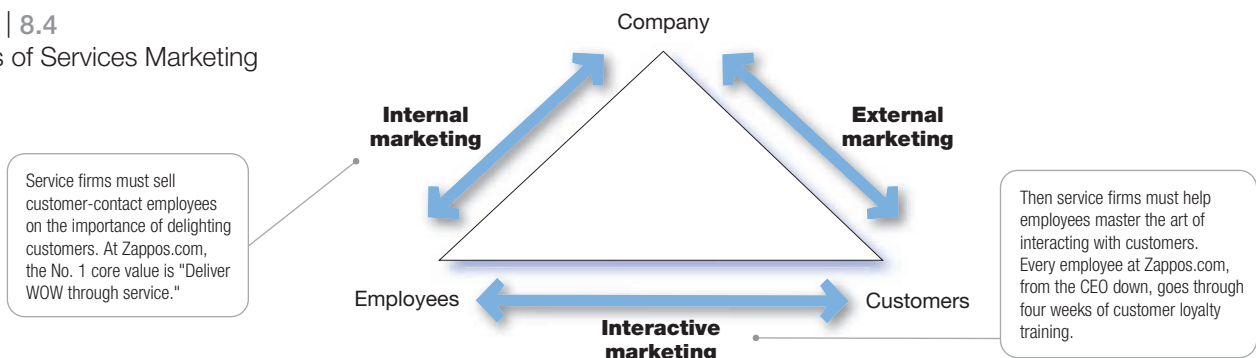 | 8.4
s of Services Marketing
Company
Internal
marketing
External
marketing
Service firms must sell
customer-contact employees
on the importance of delighting
customers. At Zappos.com,
the No. 1 core value is "Deliver
WOW through service."
Then service firms must help
employees master the art of
interacting with customers.
Every employee at Zappos.com,
from the CEO down, goes through
four weeks of customer loyalty
training.
Employees
Customers
Interactive
marketing